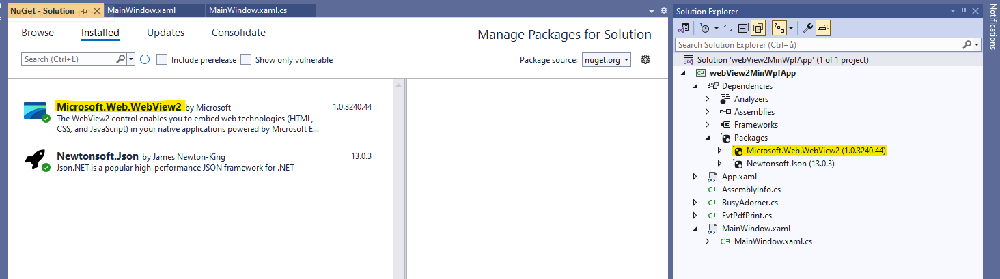 NuGet - Solution
MainWindow.xaml
MainWindow.xaml.cs
Browse
Installed
Updates
Consolidate
Manage Packages for Solution
Search (Ctrl+L)
Include prerelease
Show only vulnerable
Package source:
nuget.org
Microsoft.Web.WebView2 by Microsoft
1.0.3240.44
The WebView2 control enables you to embed web technologies (HTML,
CSS, and JavaScript) in your native applications powered by Microsoft E...
Newtonsoft.Json by James Newton-King
13.0.3
Json.NET is a popular high-performance JSON framework for .NET
Solution Explorer
Search Solution Explorer (Ctrl+ů)
Solution 'webView2MinWpfApp' (1 of 1 project)
C# webView2MinWpfApp
Dependencies
Analyzers
Assemblies
Frameworks
Packages
Microsoft.Web.WebView2 (1.0.3240.44)
Newtonsoft.Json (13.0.3)
App.xaml
C# AssemblyInfo.cs
C# BusyAdorner.cs
C# EvtPdfPrint.cs
MainWindow.xaml
C# MainWindow.xaml.cs
Notifications